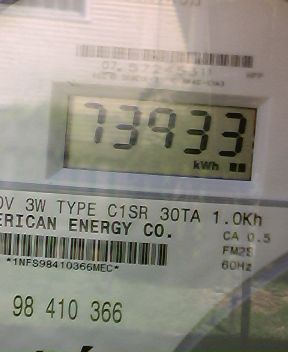 73933
kWh
V 3W TYPE C1SR 30TA 1.0Kh
ERICAN ENERGY CO.
CA 0.5
FM2S
60Hz
*1NFS98410366MEC*
98 410 366